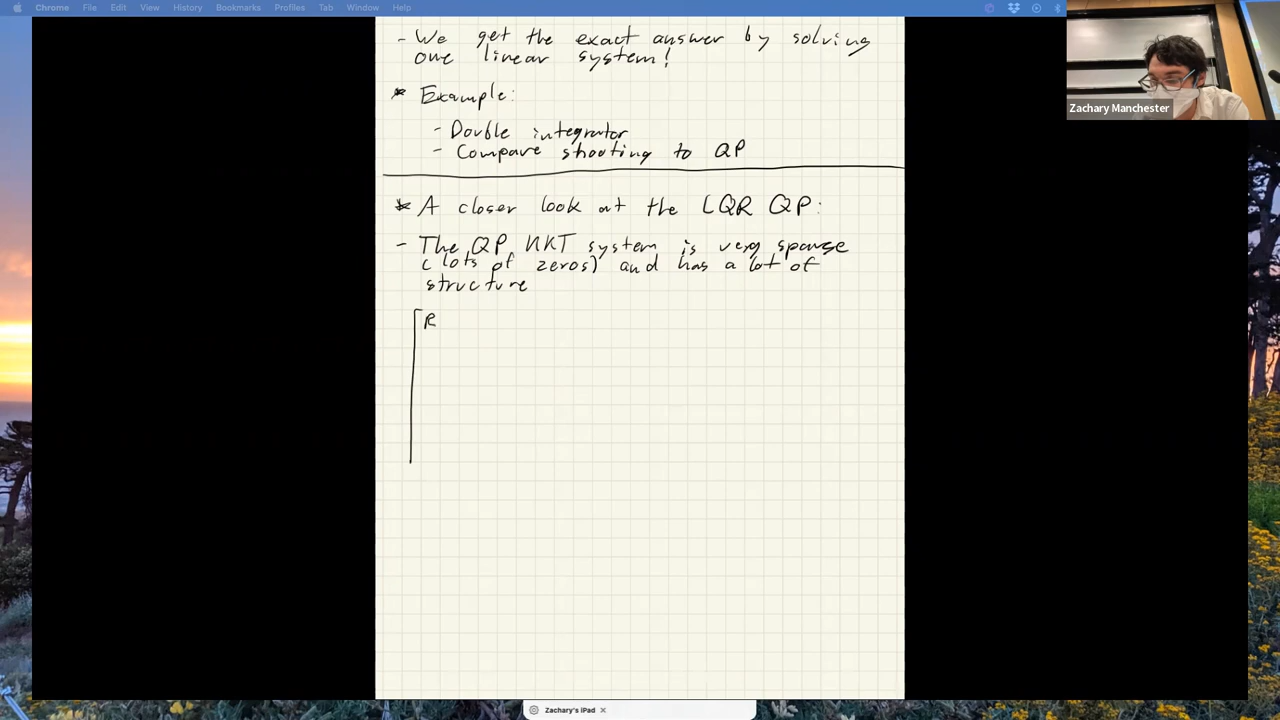 Chrome File Edit View History Bookmarks Profiles Tab Window Help
- We get the exact answer by solving
one linear system!
* Example:
- Double integrator
- Compare shooting to QP
* A closer look at the LQR QP:
- The QP KKT system is very sparse
(lots of zeros) and has a lot of
structure
R
Zachary Manchester
Zachary's iPad